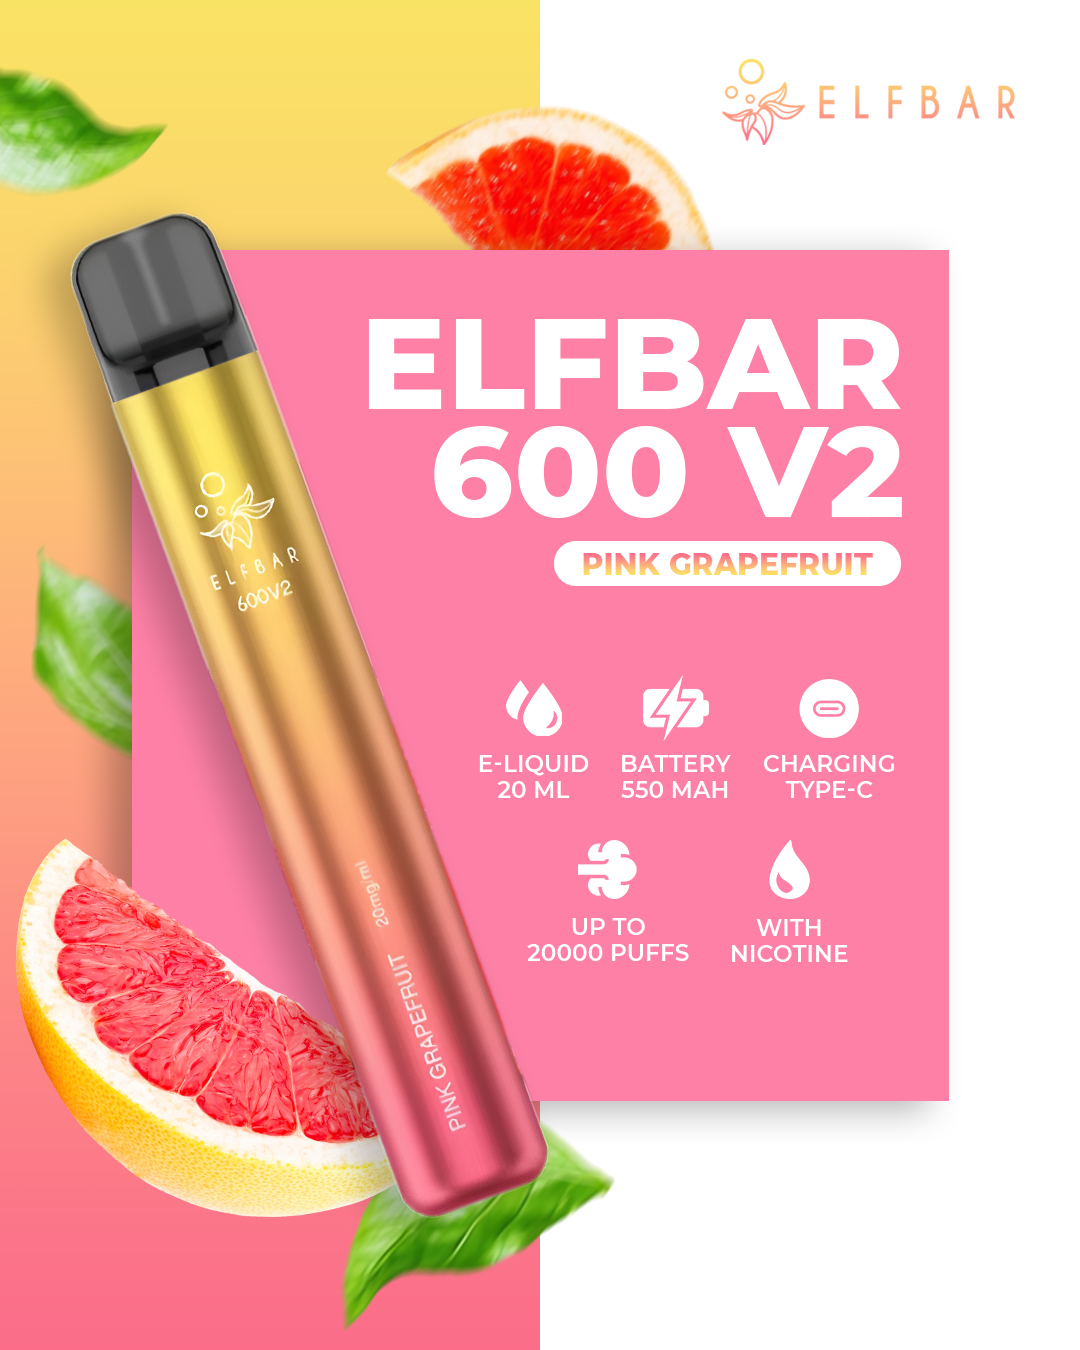 ELFBAR
ELFBAR
600 V2
PINK GRAPEFRUIT
ELFBAR
600V2
E-LIQUID
20 ML
BATTERY
550 MAH
CHARGING
TYPE-C
UP TO
20000 PUFFS
WITH
NICOTINE
PINK GRAPEFRUIT 20mg/ml